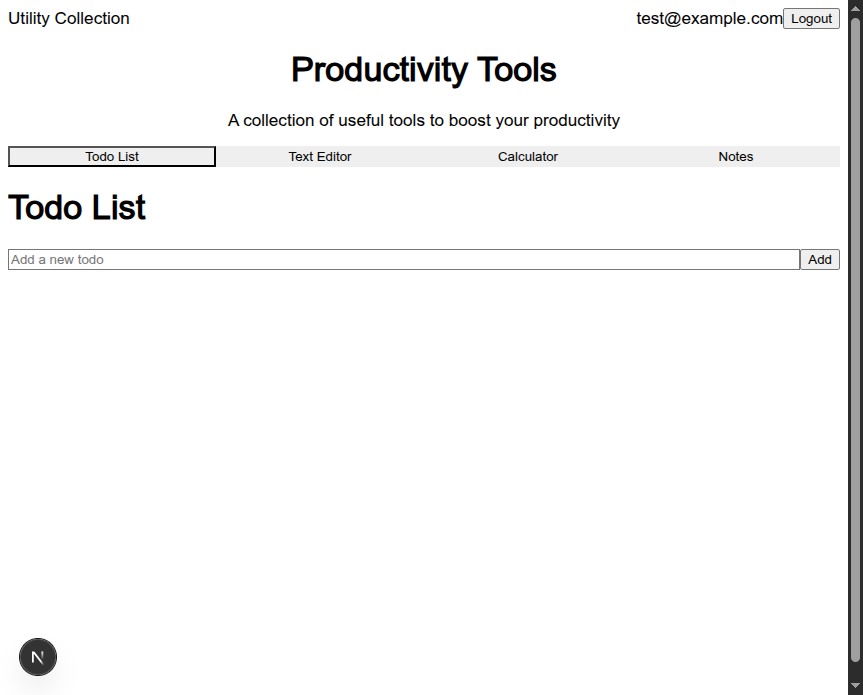 Utility Collection test@example.com Logout
Productivity Tools
A collection of useful tools to boost your productivity
Todo List Text Editor Calculator Notes
Todo List
Add a new todo Add
N